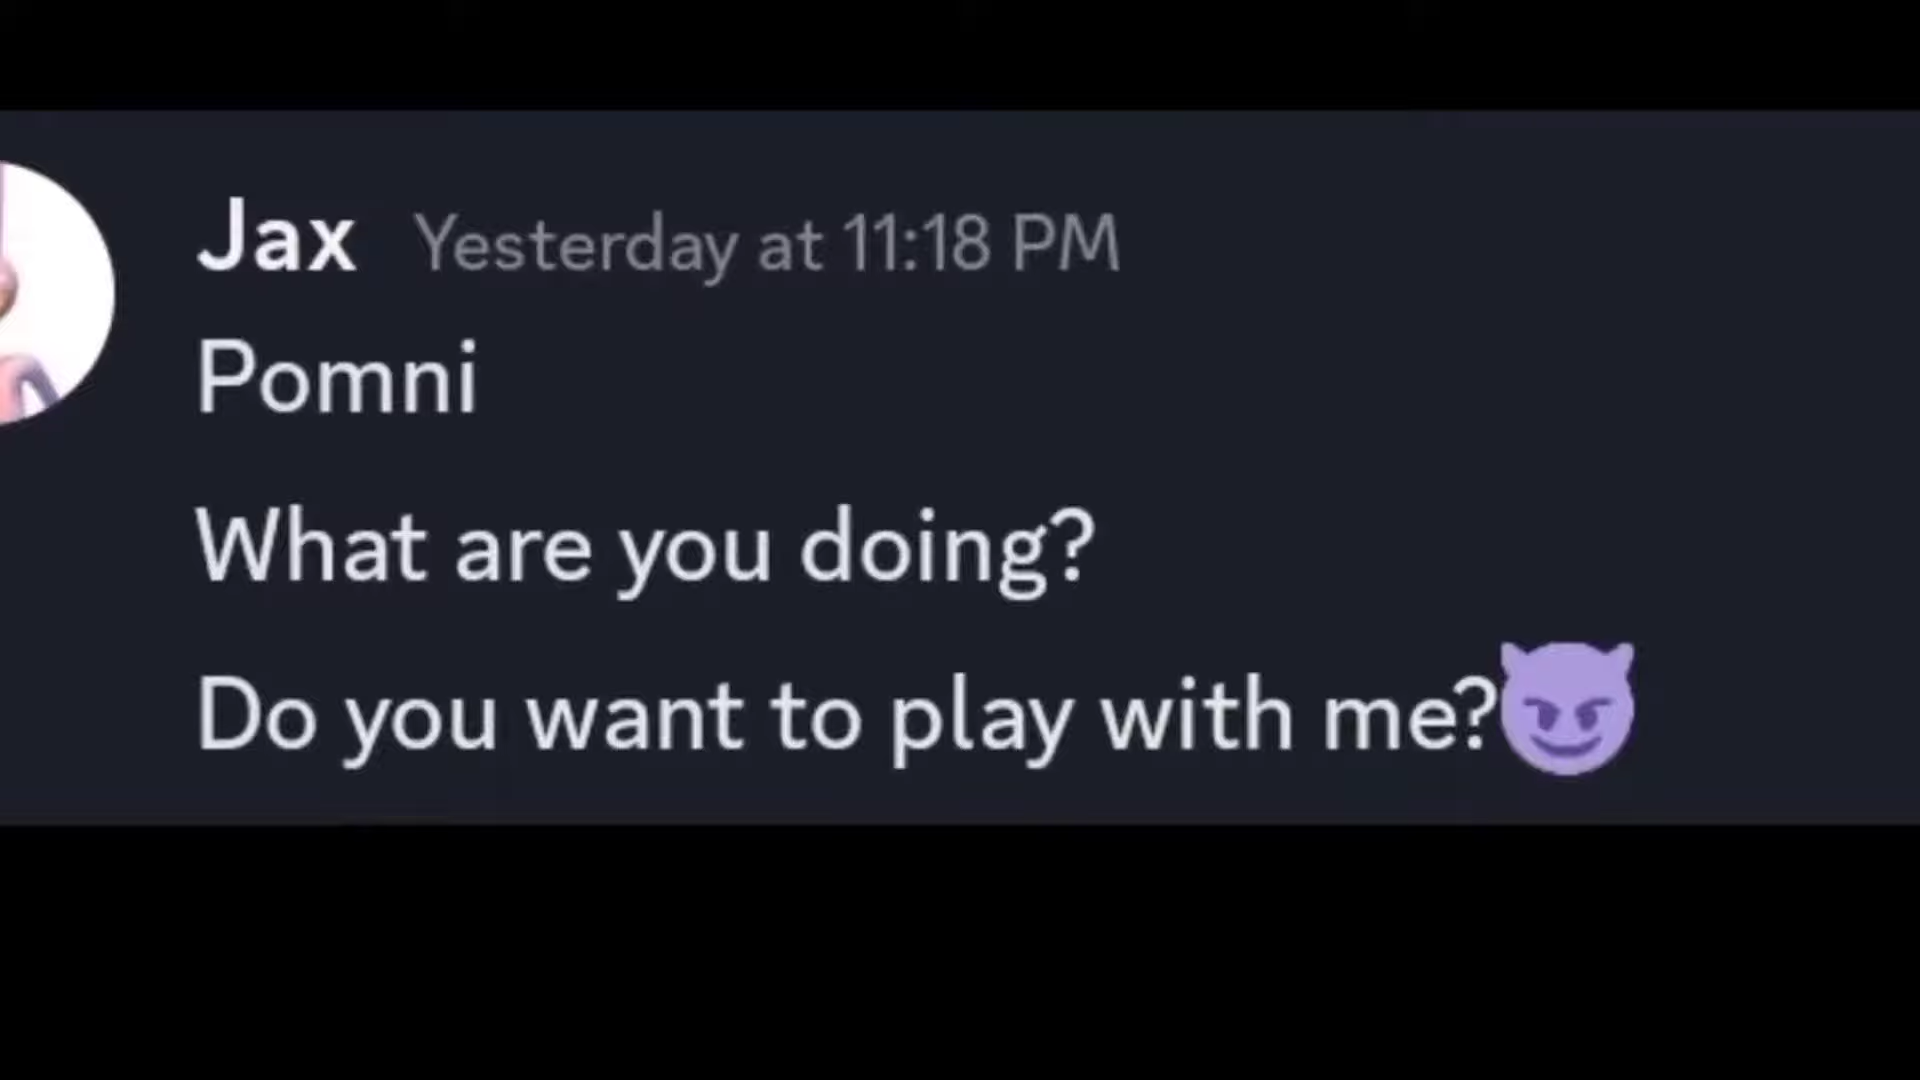 Jax Yesterday at 11:18 PM
Pomni
What are you doing?
Do you want to play with me?😈